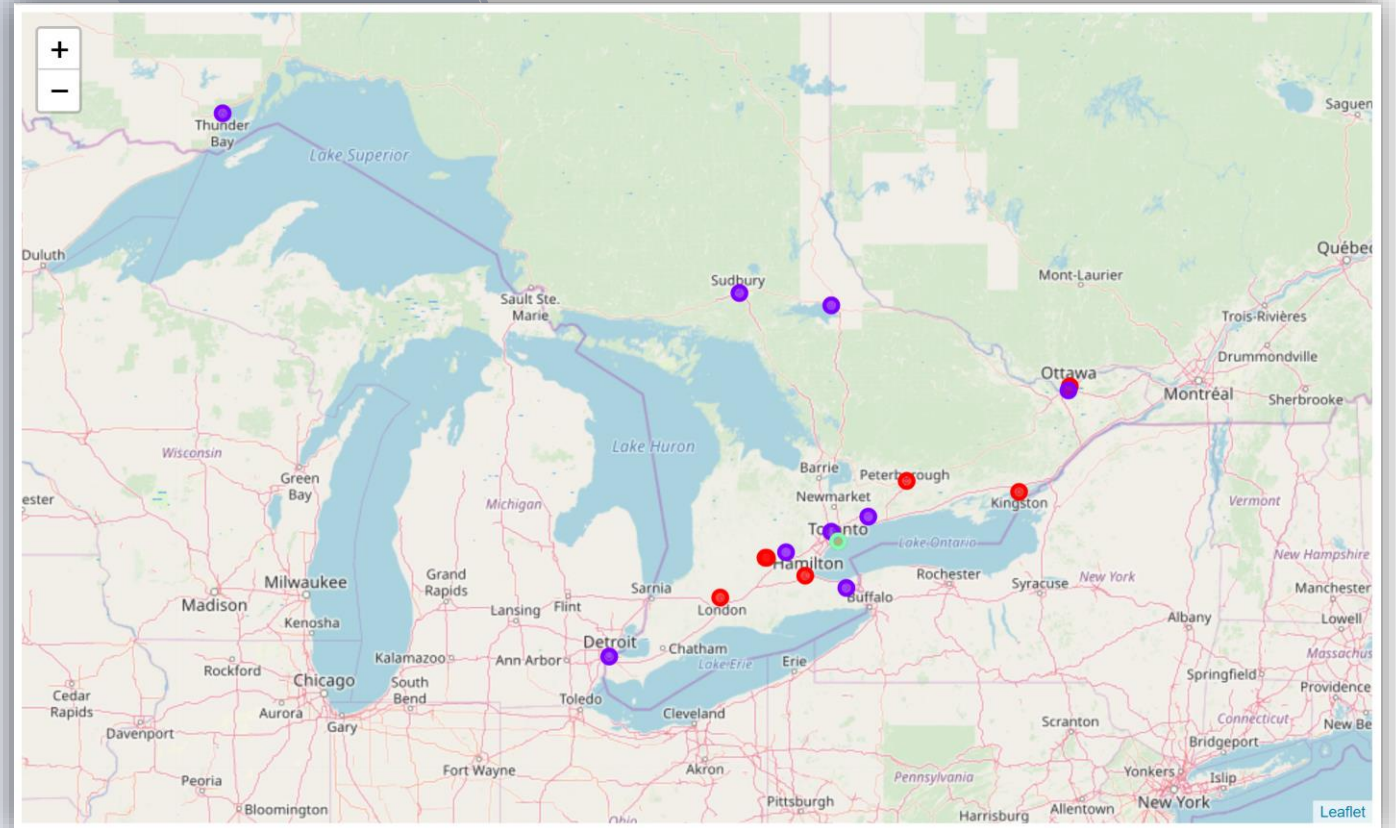 +
−
Thunder
Bay
Lake Superior
Saguen
Duluth
Sault Ste.
Marie
Sudbury
Mont-Laurier
Québec
Trois-Rivières
Drummondville
Ottawa
Montréal
Sherbrooke
Wisconsin
Green
Bay
Michigan
Lake Huron
Barrie
Peterborough
Newmarket
Kingston
Vermont
ester
Toronto
Lake Ontario
Hamilton
New Hampshire
Milwaukee
Madison
Kenosha
Grand
Rapids
Lansing
Flint
Sarnia
London
Rochester
Buffalo
Syracuse
New York
Manchester
Albany
Lowell
Detroit
Chatham
Kalamazoo
Ann Arbor
Lake Erie
Erie
Massachus
Rockford
Chicago
South
Bend
Toledo
Cleveland
Springfield
Providence
Cedar
Rapids
Aurora
Gary
Davenport
Scranton
Connecticut
New Be
Bridgeport
Peoria
Fort Wayne
Akron
Pennsylvania
Yonkers
Islip
Bloomington
Ohio
Pittsburgh
Harrisburg
Allentown
New York
Leaflet